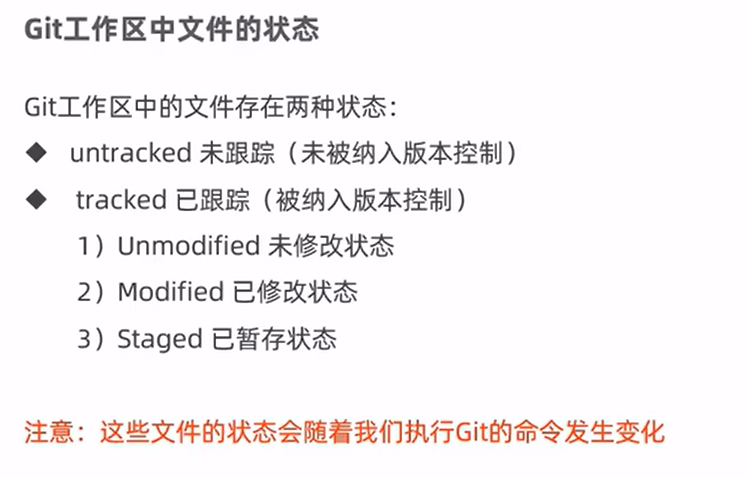 Git工作区中文件的状态
Git工作区中的文件存在两种状态：
◆ untracked 未跟踪（未被纳入版本控制）
◆ tracked 已跟踪（被纳入版本控制）
1）Unmodified 未修改状态
2）Modified 已修改状态
3）Staged 已暂存状态
注意：这些文件的状态会随着我们执行Git的命令发生变化